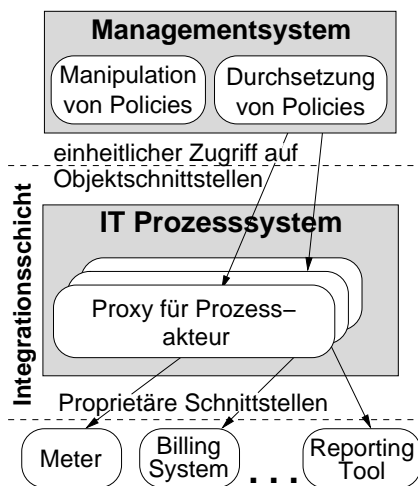 Managementsystem
Manipulation
von Policies
Durchsetzung
von Policies
einheitlicher Zugriff auf
Objektschnittstellen
Integrationsschicht
IT Prozesssystem
Proxy für Prozess–
akteur
Proprietäre Schnittstellen
Meter
Billing
System
. . .
Reporting
Tool